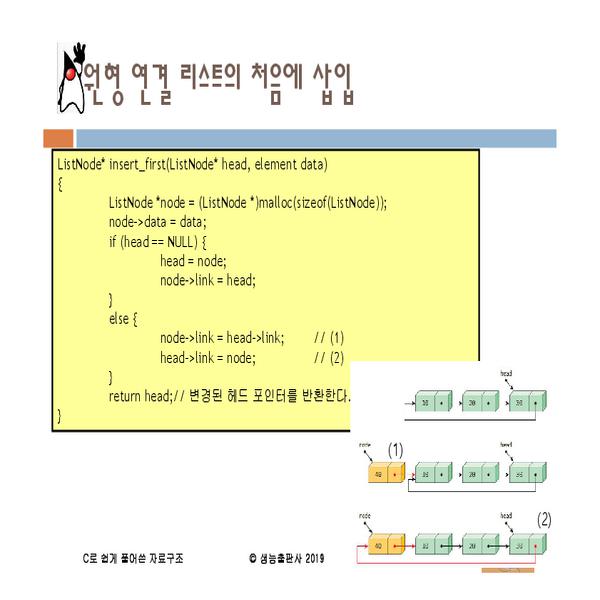 원형 연결 리스트의 처음에 삽입
ListNode* insert_first(ListNode* head, element data)
{
ListNode *node = (ListNode *)malloc(sizeof(ListNode));
node->data = data;
if (head == NULL) {
head = node;
node->link = head;
}
else {
node->link = head->link; // (1)
head->link = node; // (2)
}
return head;// 변경된 헤드 포인터를 반환한다.
}
head
10 20 30
node (1) head
40 10 20 30
node head (2)
40 10 20 30
C로 쉽게 풀어쓴 자료구조 © 생능출판사 2019